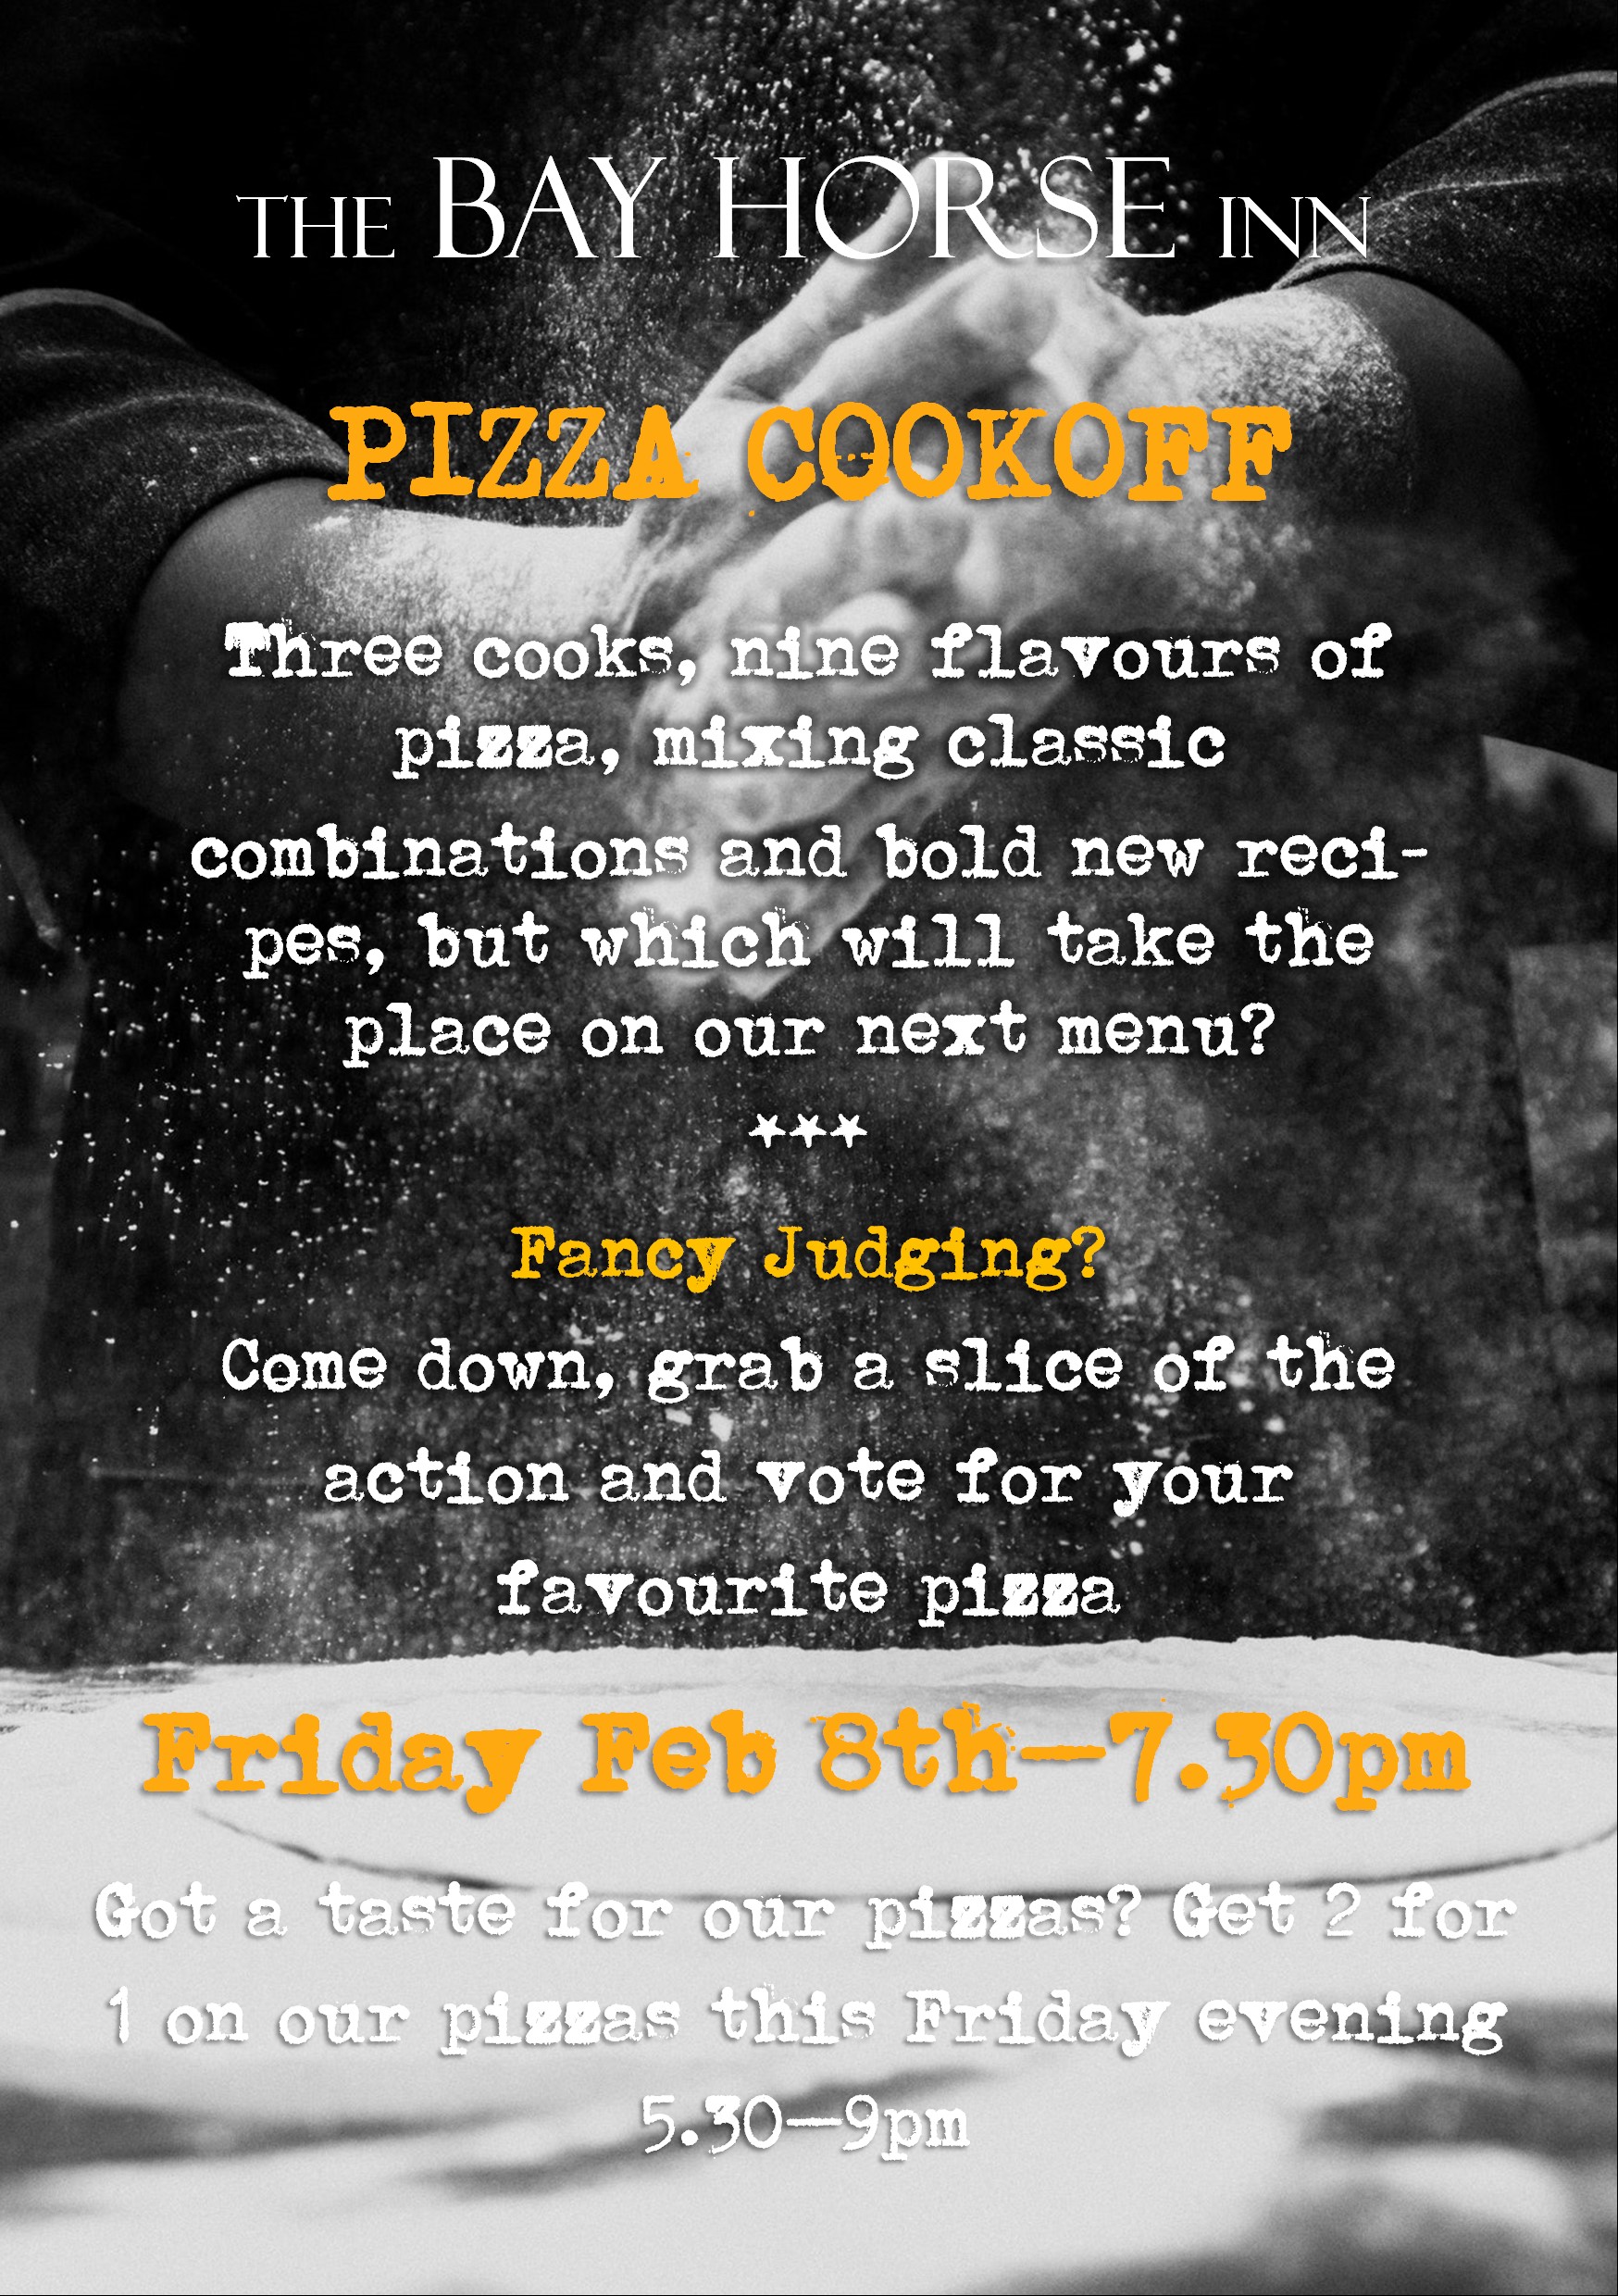 THE BAY HORSE INN
PIZZA COOKOFF
Three cooks, nine flavours of
pizza, mixing classic
combinations and bold new reci-
pes, but which will take the
place on our next menu?
***
Fancy Judging?
Come down, grab a slice of the
action and vote for your
favourite pizza
Friday Feb 8th—7.30pm
Got a taste for our pizzas? Get 2 for
1 on our pizzas this Friday evening
5.30—9pm